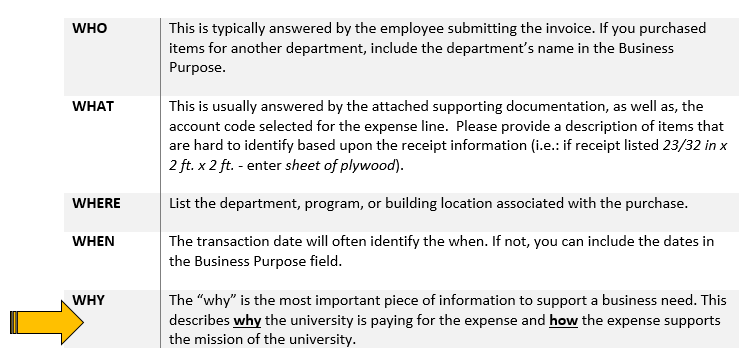 WHO This is typically answered by the employee submitting the invoice. If you purchased
items for another department, include the department's name in the Business
Purpose.
WHAT This is usually answered by the attached supporting documentation, as well as, the
account code selected for the expense line.  Please provide a description of items that
are hard to identify based upon the receipt information (i.e.: if receipt listed 23/32 in x
2 ft. x 2 ft. - enter sheet of plywood).
WHERE List the department, program, or building location associated with the purchase.
WHEN The transaction date will often identify the when. If not, you can include the dates in
the Business Purpose field.
WHY The “why” is the most important piece of information to support a business need. This
describes why the university is paying for the expense and how the expense supports
the mission of the university.